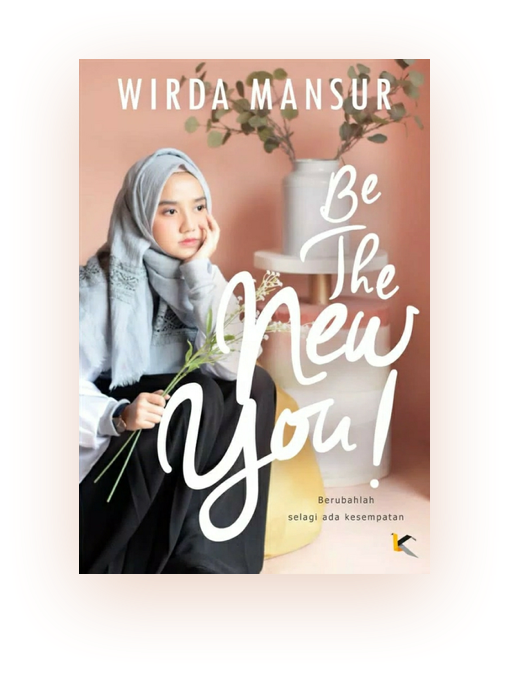 WIRDA MANSUR
Be
The
New
You!
Berubahlah
selagi ada kesempatan